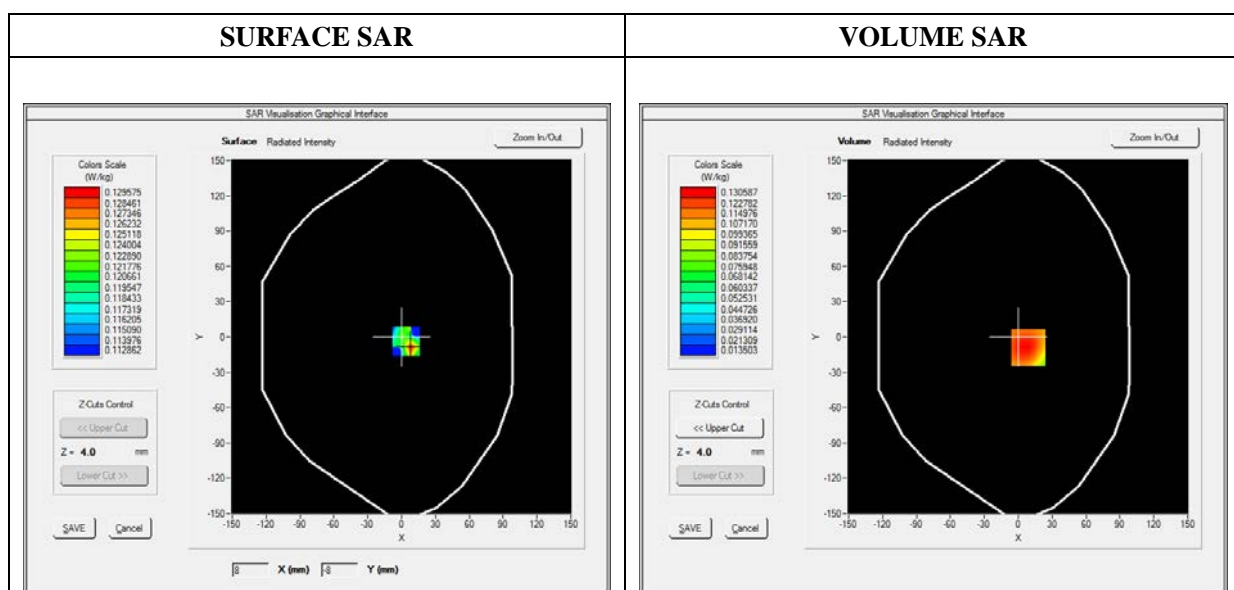 SURFACE SAR
VOLUME SAR
SAR Visualisation Graphical Interface
Surface Radiated Intensity
Zoom In/Out
Colors Scale
(W/kg)
0.129575
0.128461
0.127346
0.126232
0.125118
0.124004
0.122890
0.121776
0.120661
0.119547
0.118433
0.117319
0.116205
0.115090
0.113976
0.112862
Z-Cuts Control
<< Upper Cut
Z = 4.0 mm
Lower Cut >>
SAVE Cancel
150
120
90
60
30
0
-30
-60
-90
-120
-150
Y
-150 -120 -90 -60 -30 0 30 60 90 120 150
X
8 X (mm) -8 Y (mm)
SAR Visualisation Graphical Interface
Volume Radiated Intensity
Zoom In/Out
Colors Scale
(W/kg)
0.130587
0.122782
0.114976
0.107170
0.099365
0.091559
0.083754
0.075948
0.068142
0.060337
0.052531
0.044726
0.036920
0.029114
0.021309
0.013503
Z-Cuts Control
<< Upper Cut
Z = 4.0 mm
Lower Cut >>
SAVE Cancel
150
120
90
60
30
0
-30
-60
-90
-120
-150
Y
-150 -120 -90 -60 -30 0 30 60 90 120 150
X